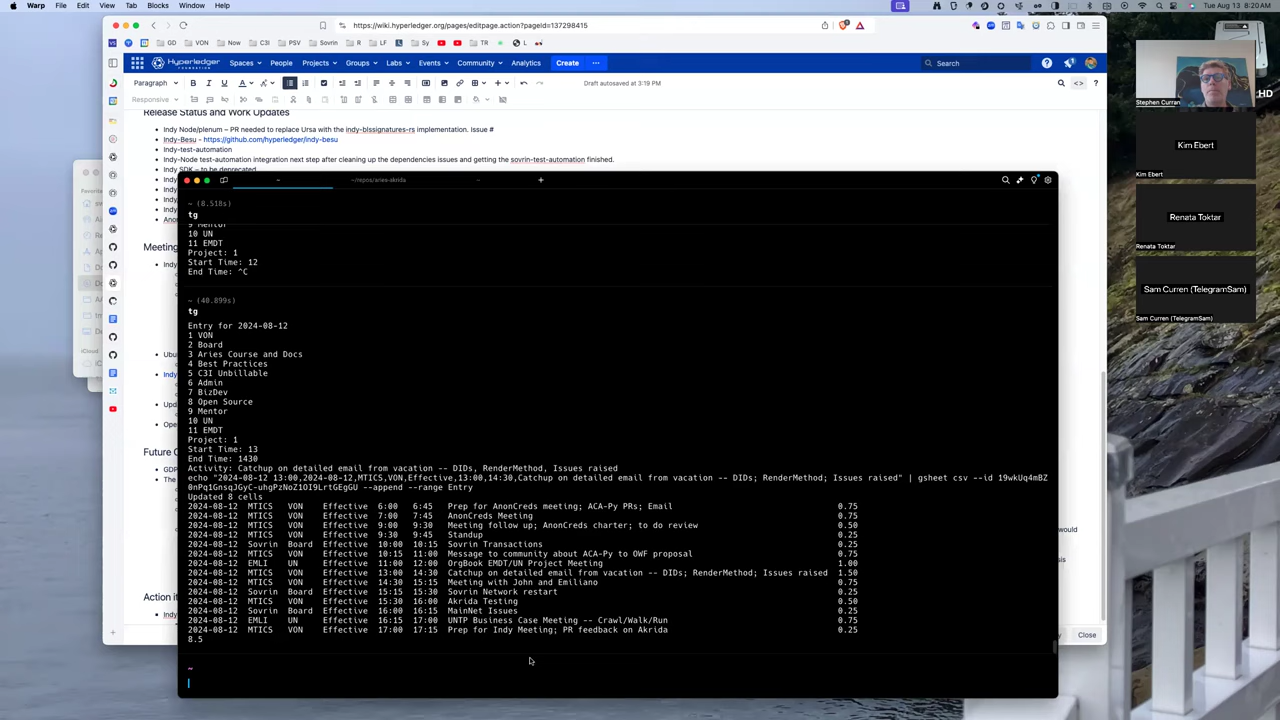 Warp File Edit View Tab Blocks Window Help
Tue Aug 13 8:20 AM
https://wiki.hyperledger.org/pages/editpage.action?pageId=137298415
GD VON Now C3I PSV Sovrin R LF Sy TR L
HYPERLEDGER FOUNDATION Spaces People Projects Groups Labs Events Community Analytics Create Search
Paragraph B I U A Draft autosaved at 3:19 PM
Responsive
Release Status and Work Updates
Indy Node/plenum – PR needed to replace Ursa with the indy-blssignatures-rs implementation. Issue #
Indy-Besu - https://github.com/hyperledger/indy-besu
Indy-test-automation
Indy-Node test-automation integration next step after cleaning up the dependencies issues and getting the sovrin-test-automation finished.
Indy SDK – to be deprecated
Meeting
Future
Action it
Close
~ ~/repos/aries-akrida ~
~ (8.518s)
tg
9 Mentor
10 UN
11 EMDT
Project: 1
Start Time: 12
End Time: ^C
~ (40.899s)
tg
Entry for 2024-08-12
1 VON
2 Board
3 Aries Course and Docs
4 Best Practices
5 C3I Unbillable
6 Admin
7 BizDev
8 Open Source
9 Mentor
10 UN
11 EMDT
Project: 1
Start Time: 13
End Time: 1430
Activity: Catchup on detailed email from vacation -- DIDs, RenderMethod, Issues raised
echo "2024-08-12 13:00,2024-08-12,MTICS,VON,Effective,13:00,14:30,Catchup on detailed email from vacation -- DIDs; RenderMethod; Issues raised" | gsheet csv --id 19wkUq4mBZ
0nPq1GnsqJGyC-uhgPzNoZ1OI9LrtGEgGU --append --range Entry
Updated 8 cells
2024-08-12 MTICS VON Effective 6:00 6:45 Prep for AnonCreds meeting; ACA-Py PRs; Email 0.75
2024-08-12 MTICS VON Effective 7:00 7:45 AnonCreds Meeting 0.75
2024-08-12 MTICS VON Effective 9:00 9:30 Meeting follow up; AnonCreds charter; to do review 0.50
2024-08-12 MTICS VON Effective 9:30 9:45 Standup 0.25
2024-08-12 Sovrin Board Effective 10:00 10:15 Sovrin Transactions 0.25
2024-08-12 MTICS VON Effective 10:15 11:00 Message to community about ACA-Py to OWF proposal 0.75
2024-08-12 EMLI UN Effective 11:00 12:00 OrgBook EMDT/UN Project Meeting 1.00
2024-08-12 MTICS VON Effective 13:00 14:30 Catchup on detailed email from vacation -- DIDs; RenderMethod; Issues raised 1.50
2024-08-12 MTICS VON Effective 14:30 15:15 Meeting with John and Emiliano 0.75
2024-08-12 Sovrin Board Effective 15:15 15:30 Sovrin Network restart 0.25
2024-08-12 MTICS VON Effective 15:30 16:00 Akrida Testing 0.50
2024-08-12 Sovrin Board Effective 16:00 16:15 MainNet Issues 0.25
2024-08-12 EMLI UN Effective 16:15 17:00 UNTP Business Case Meeting -- Crawl/Walk/Run 0.75
2024-08-12 MTICS VON Effective 17:00 17:15 Prep for Indy Meeting; PR feedback on Akrida 0.25
8.5
~
Stephen Curran
HD
Kim Ebert
Kim Ebert
Renata Toktar
Renata Toktar
Sam Curren (TelegramSam)
Sam Curren (TelegramSam)